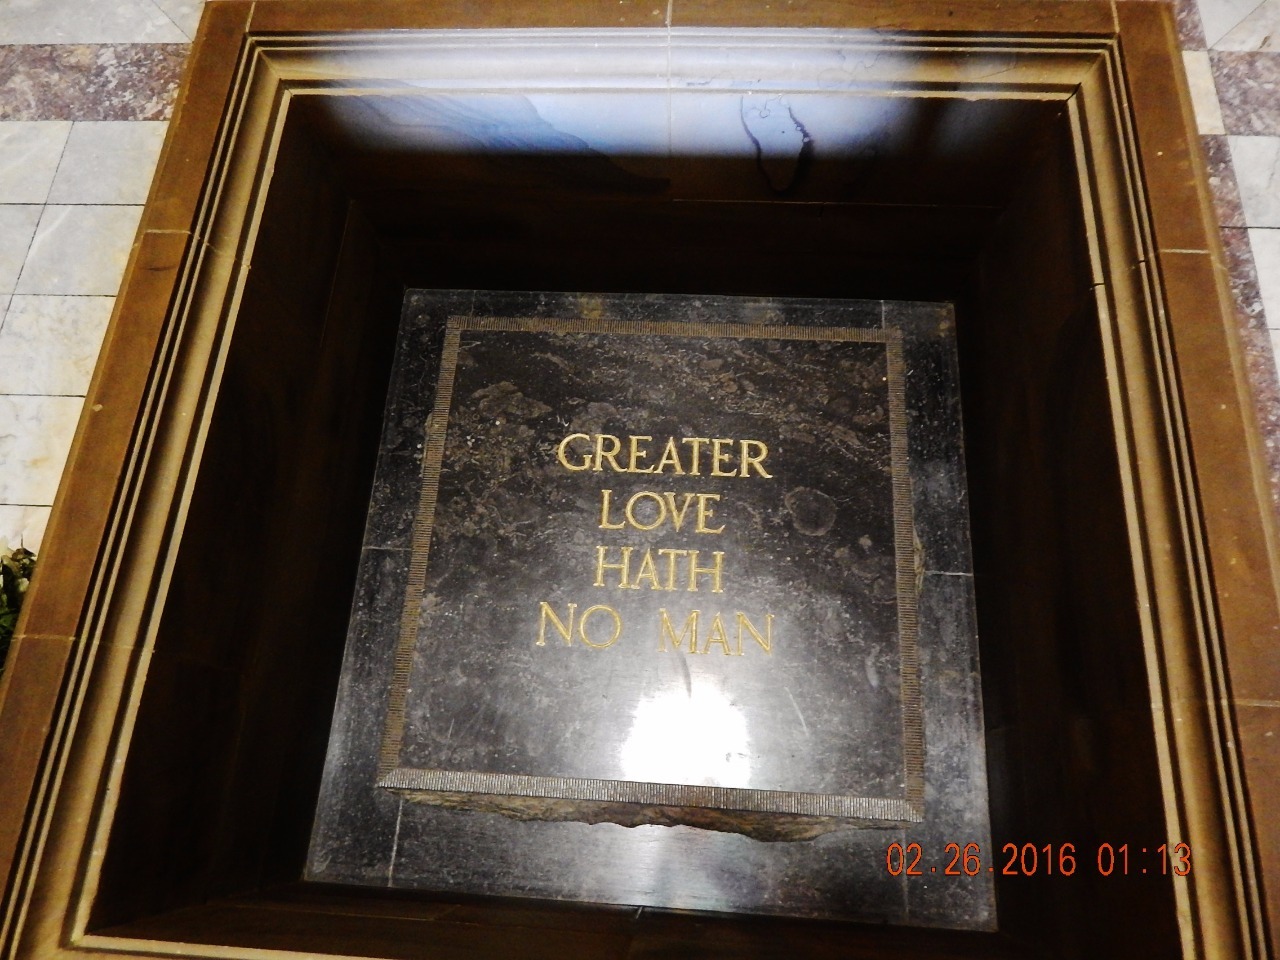 GREATER
LOVE
HATH
NO MAN
02.26.2016 01:13